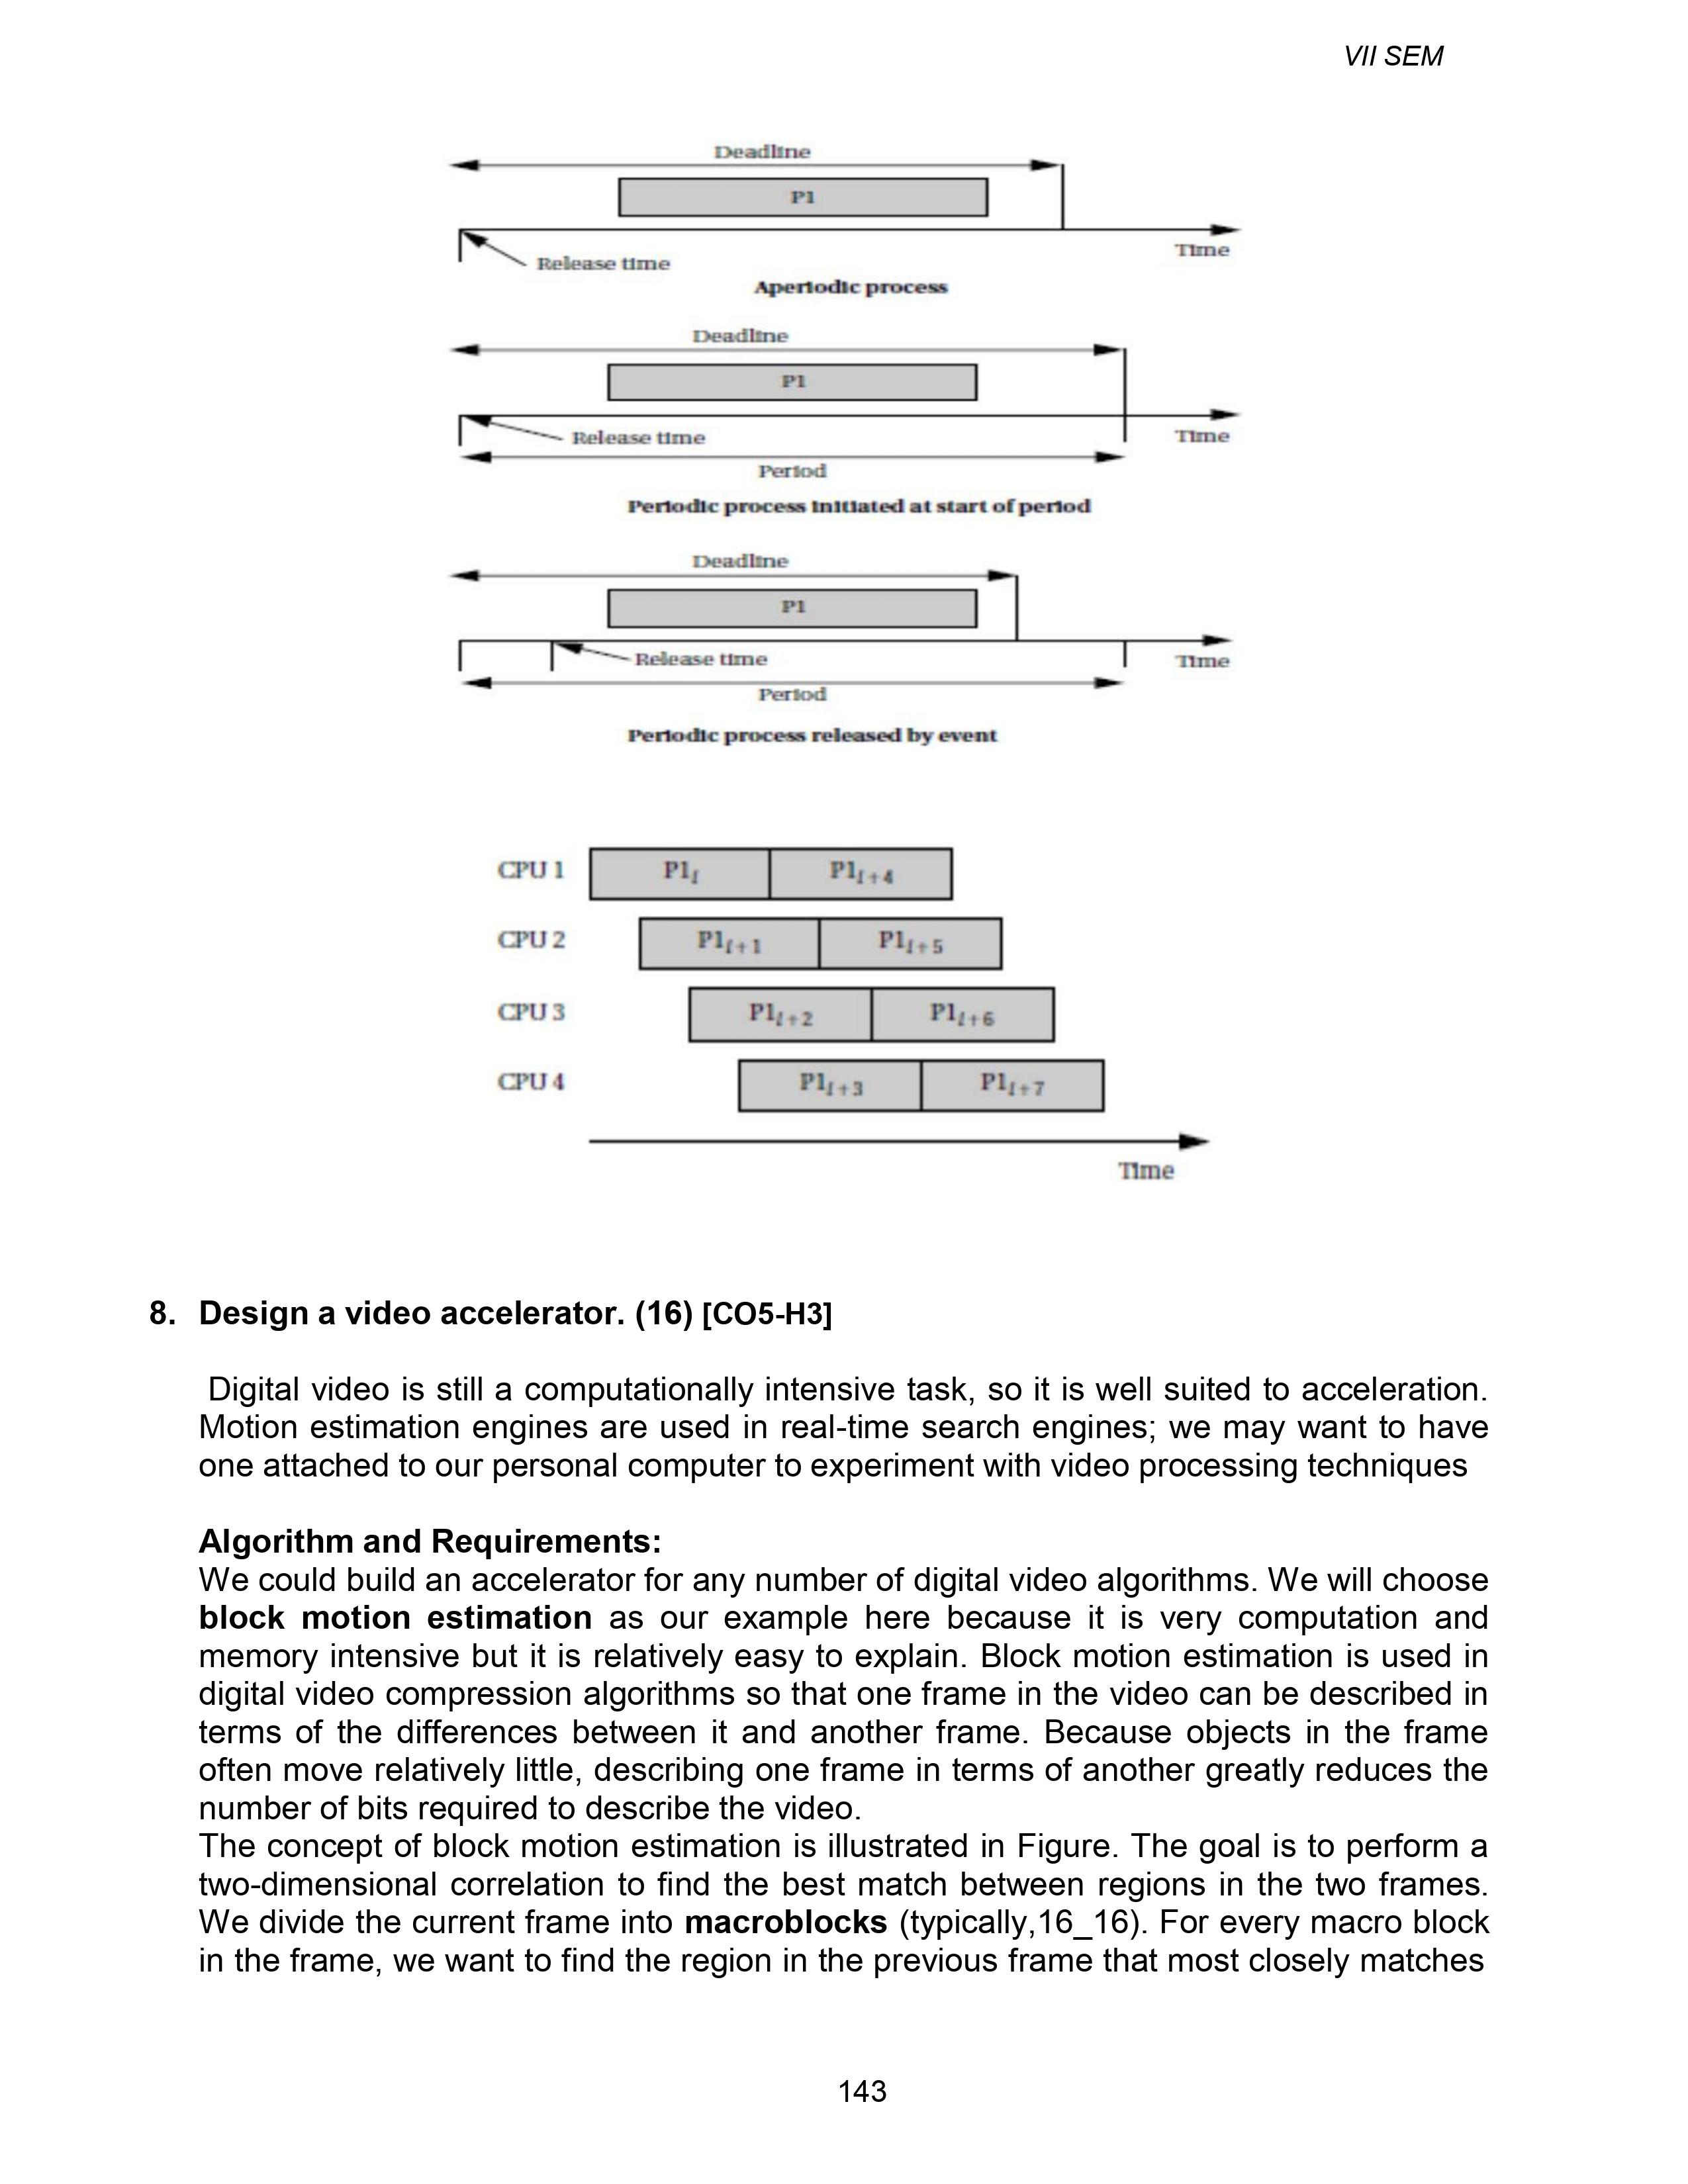 VII SEM
Deadline
P1
Time
Release time
Aperiodic process
Deadline
P1
Release time
Time
Period
Periodic process initiated at start of period
Deadline
P1
Release time
Time
Period
Periodic process released by event
CPU 1 P1i P1i+4
CPU 2 P1i+1 P1i+5
CPU 3 P1i+2 P1i+6
CPU 4 P1i+3 P1i+7
Time
8. Design a video accelerator. (16) [CO5-H3]
Digital video is still a computationally intensive task, so it is well suited to acceleration.
Motion estimation engines are used in real-time search engines; we may want to have
one attached to our personal computer to experiment with video processing techniques
Algorithm and Requirements:
We could build an accelerator for any number of digital video algorithms. We will choose
block motion estimation as our example here because it is very computation and
memory intensive but it is relatively easy to explain. Block motion estimation is used in
digital video compression algorithms so that one frame in the video can be described in
terms of the differences between it and another frame. Because objects in the frame
often move relatively little, describing one frame in terms of another greatly reduces the
number of bits required to describe the video.
The concept of block motion estimation is illustrated in Figure. The goal is to perform a
two-dimensional correlation to find the best match between regions in the two frames.
We divide the current frame into macroblocks (typically,16_16). For every macro block
in the frame, we want to find the region in the previous frame that most closely matches
143